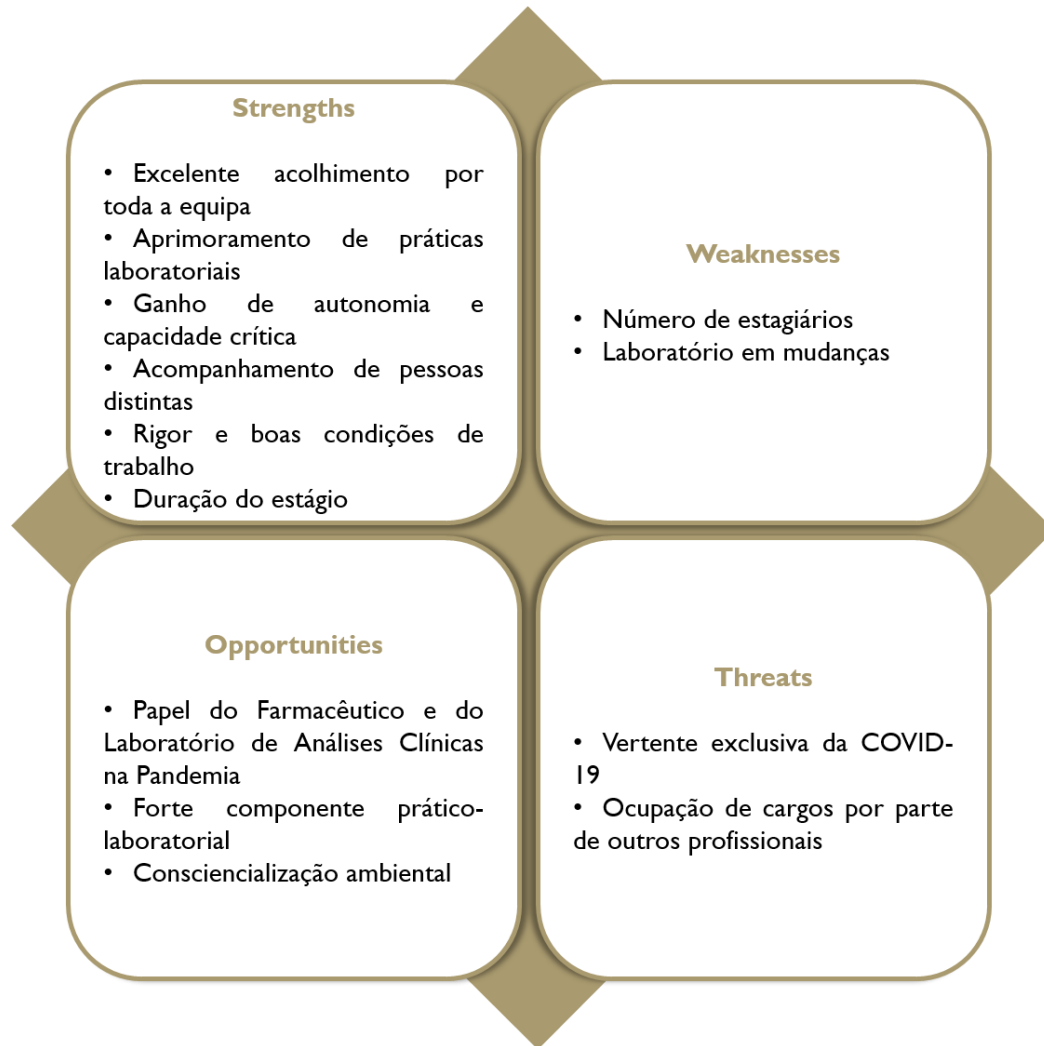 Strengths
• Excelente acolhimento por
toda a equipa
• Aprimoramento de práticas
laboratoriais
• Ganho de autonomia e
capacidade crítica
• Acompanhamento de pessoas
distintas
• Rigor e boas condições de
trabalho
• Duração do estágio
Weaknesses
• Número de estagiários
• Laboratório em mudanças
Opportunities
• Papel do Farmacêutico e do
Laboratório de Análises Clínicas
na Pandemia
• Forte componente prático-
laboratorial
• Consciencialização ambiental
Threats
• Vertente exclusiva da COVID-
19
• Ocupação de cargos por parte
de outros profissionais